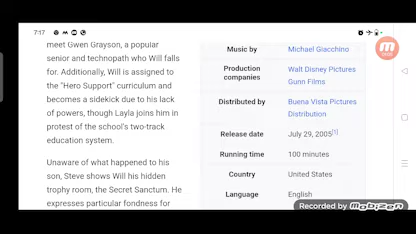 7:17
meet Gwen Grayson, a popular
senior and technopath who Will falls
for. Additionally, Will is assigned to
the "Hero Support" curriculum and
becomes a sidekick due to his lack
of powers, though Layla joins him in
protest of the school's two-track
education system.
Unaware of what happened to his
son, Steve shows Will his hidden
trophy room, the Secret Sanctum. He
expresses particular fondness for
Music by Michael Giacchino
Production companies Walt Disney Pictures
Gunn Films
Distributed by Buena Vista Pictures
Distribution
Release date July 29, 2005[1]
Running time 100 minutes
Country United States
Language English
Recorded by Mobizen